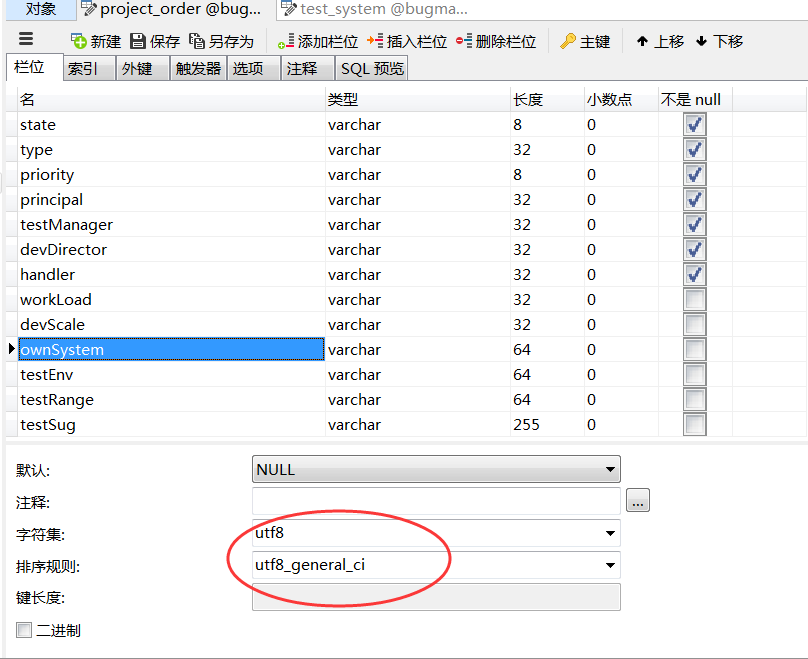 对象 project_order @bug... test_system @bugma...
新建 保存 另存为 添加栏位 插入栏位 删除栏位 主键 上移 下移
栏位 索引 外键 触发器 选项 注释 SQL 预览
名 类型 长度 小数点 不是 null
state varchar 8 0
type varchar 32 0
priority varchar 8 0
principal varchar 32 0
testManager varchar 32 0
devDirector varchar 32 0
handler varchar 32 0
workLoad varchar 32 0
devScale varchar 32 0
ownSystem varchar 64 0
testEnv varchar 64 0
testRange varchar 64 0
testSug varchar 255 0
默认: NULL
注释: ...
字符集: utf8
排序规则: utf8_general_ci
键长度:
二进制